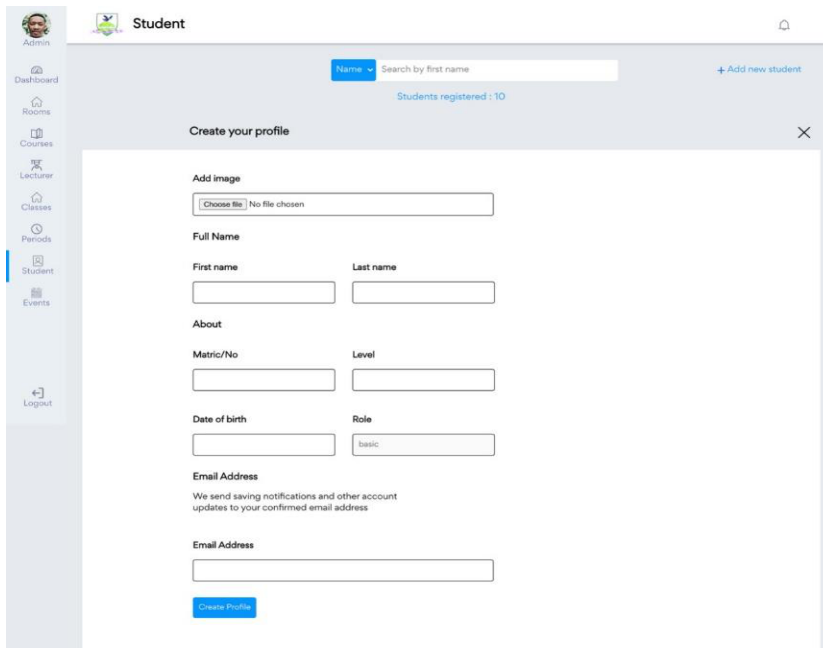 Student
Admin
Dashboard
Rooms
Courses
Lecturer
Classes
Periods
Student
Events
Logout
Name Search by first name
+ Add new student
Students registered : 10
Create your profile
Add image
Choose file No file chosen
Full Name
First name Last name
About
Matric/No Level
Date of birth Role
basic
Email Address
We send saving notifications and other account
updates to your confirmed email address
Email Address
Create Profile